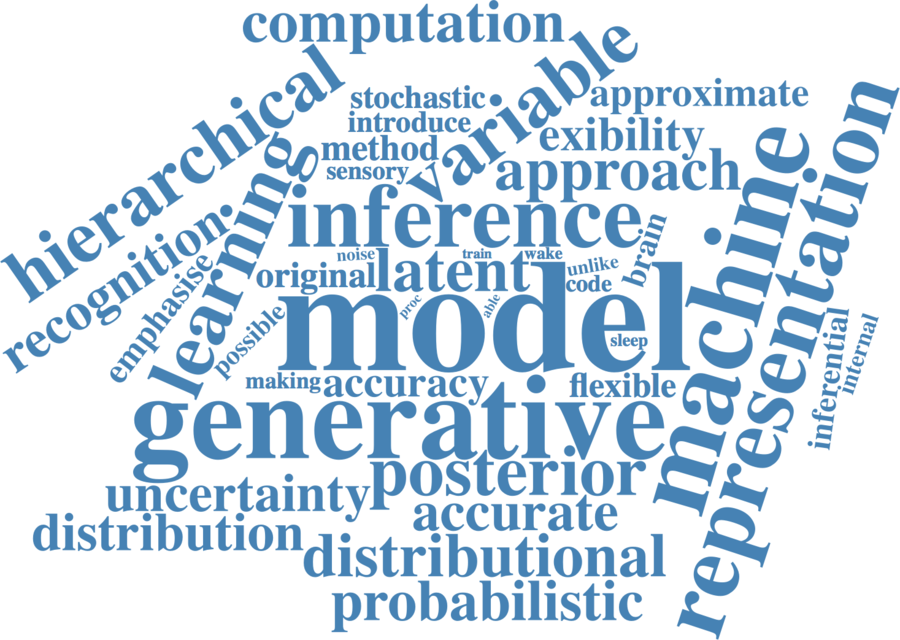 computation
hierarchical
variable
stochastic
approximate
introduce
exibility
method
sensory
approach
learning
machine
representation
inference
recognition
noise
train
wake
original
latent
unlike
brain
code
emphasise
model
proc
able
possible
sleep
inferential
internal
making
accuracy
flexible
generative
posterior
uncertainty
accurate
distribution
distributional
probabilistic